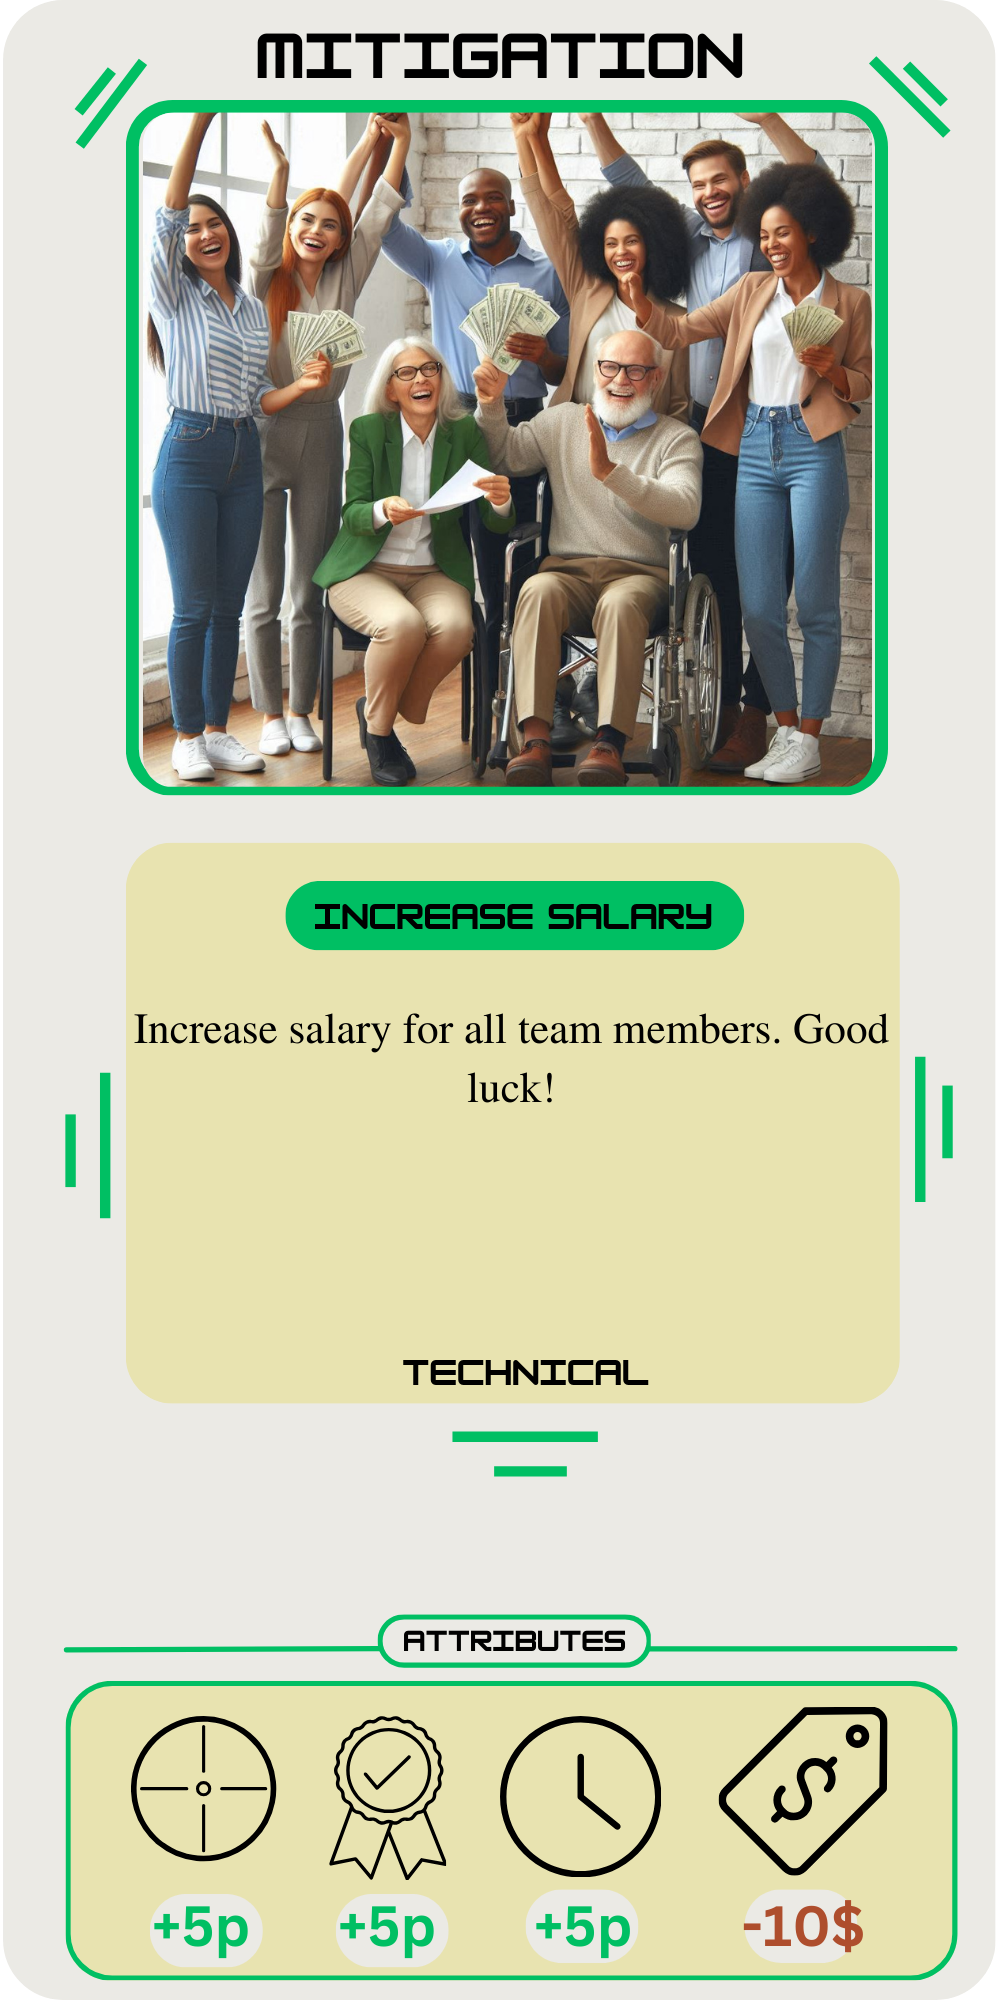 MITIGATION
INCREASE SALARY
Increase salary for all team members. Good
luck!
TECHNICAL
ATTRIBUTES
+5p +5p +5p -10$